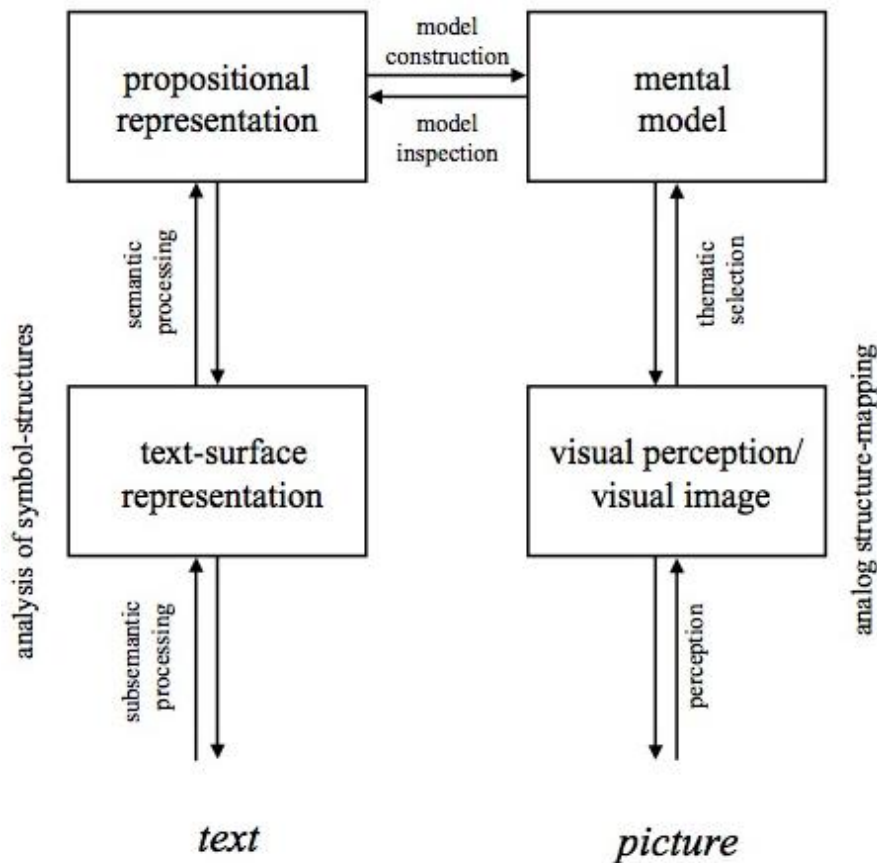 propositional
representation
model
construction
model
inspection
mental
model
semantic
processing
thematic
selection
analysis of symbol-structures
text-surface
representation
visual perception/
visual image
analog structure-mapping
subsemantic
processing
perception
text
picture